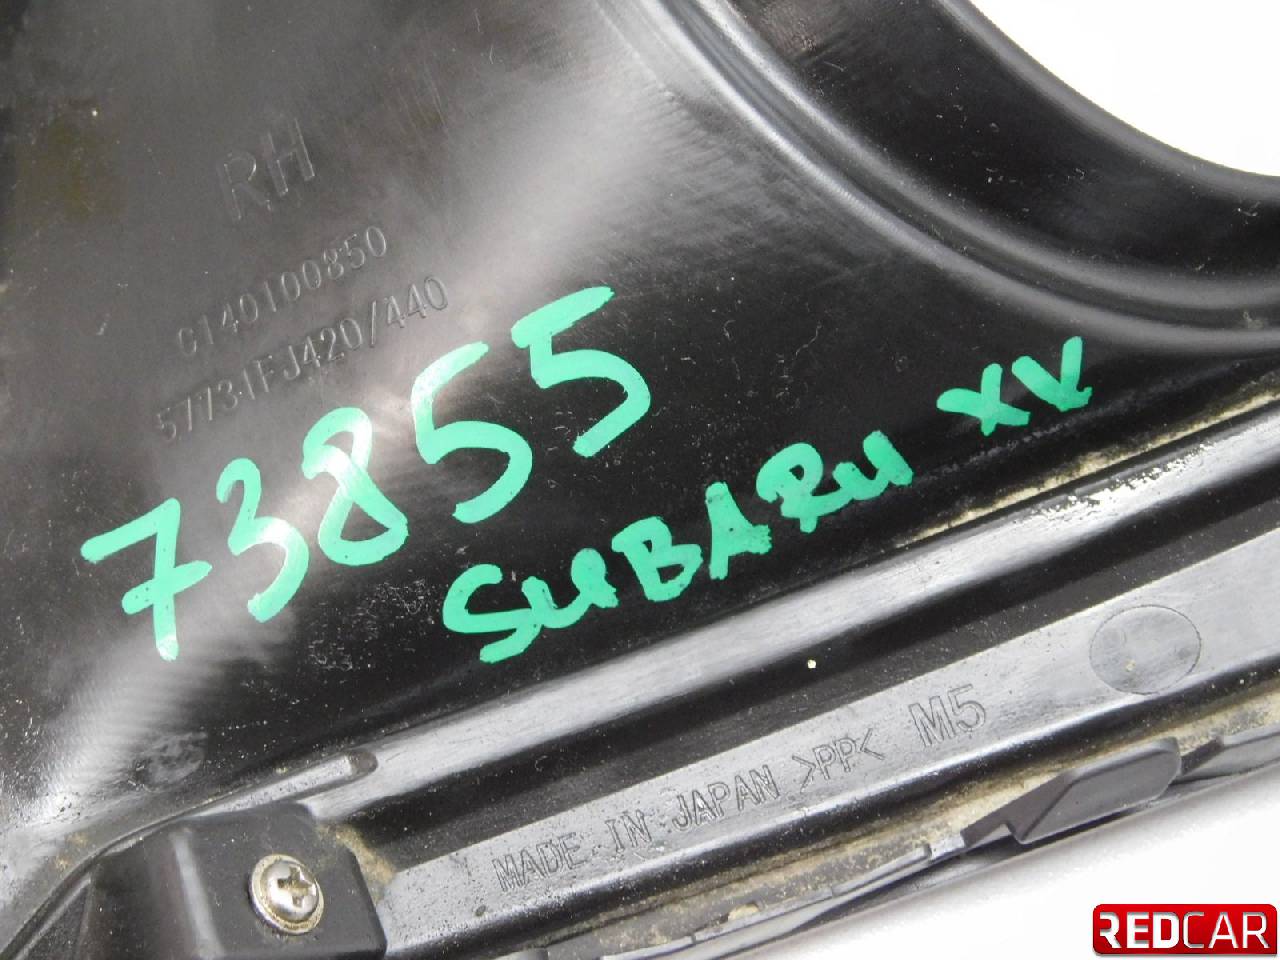 RH
C140100850
57731FJ420/440
73855
SUBARU XV
MADE IN JAPAN >PP< M5
REDCAR